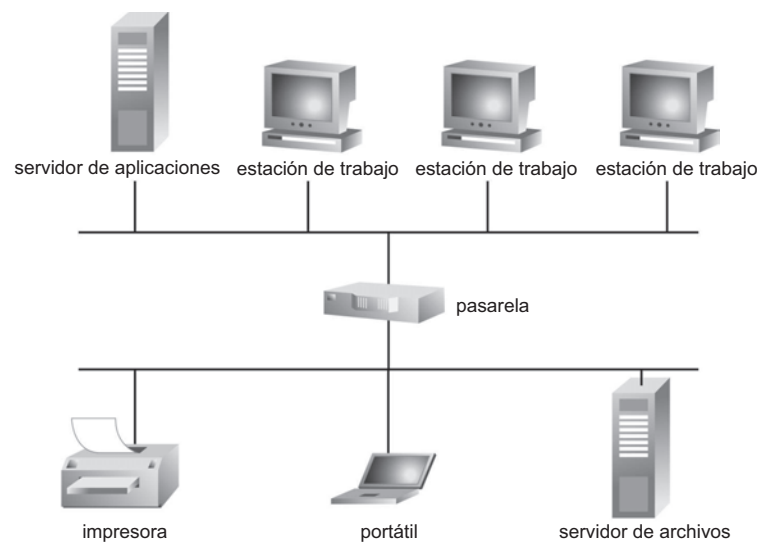 servidor de aplicaciones
estación de trabajo
estación de trabajo
estación de trabajo
pasarela
impresora
portátil
servidor de archivos